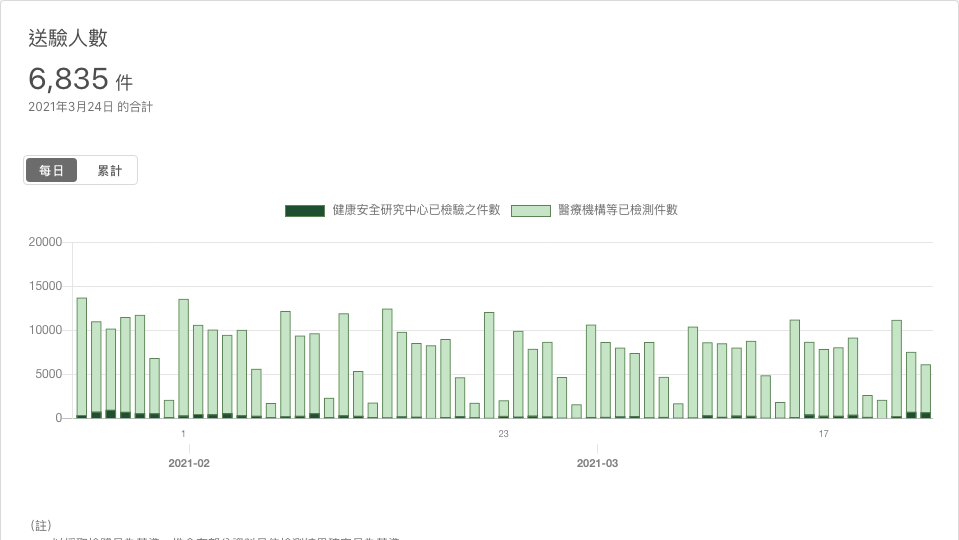 送驗人數
6,835 件
2021年3月24日 的合計
每日 累計
健康安全研究中心已檢驗之件數 醫療機構等已檢測件數
20000
15000
10000
5000
0
1 23 17
2021-02 2021-03
(註)